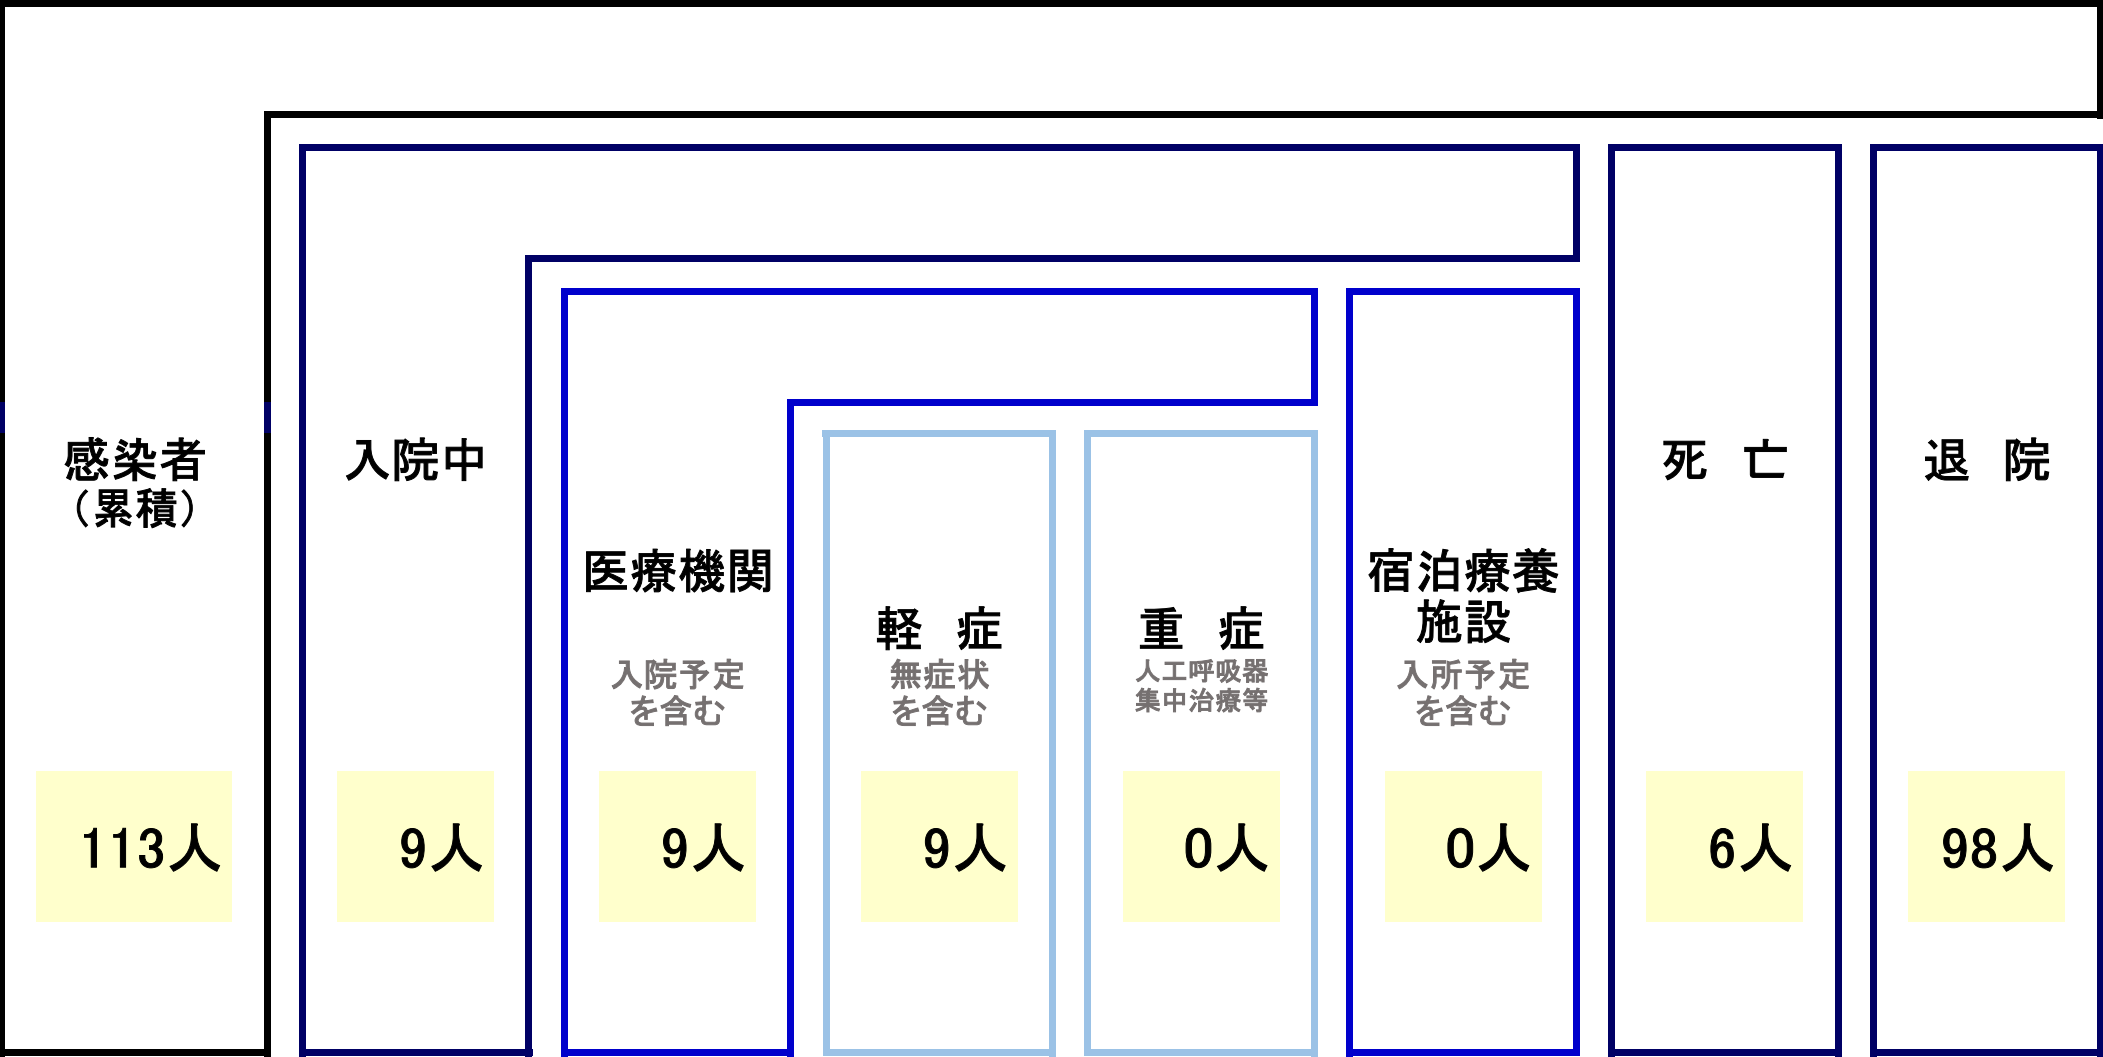 感染者
（累積）
113人
入院中
9人
医療機関
入院予定
を含む
9人
軽　症
無症状
を含む
9人
重　症
人工呼吸器
集中治療等
0人
宿泊療養
施設
入所予定
を含む
0人
死　亡
6人
退　院
98人